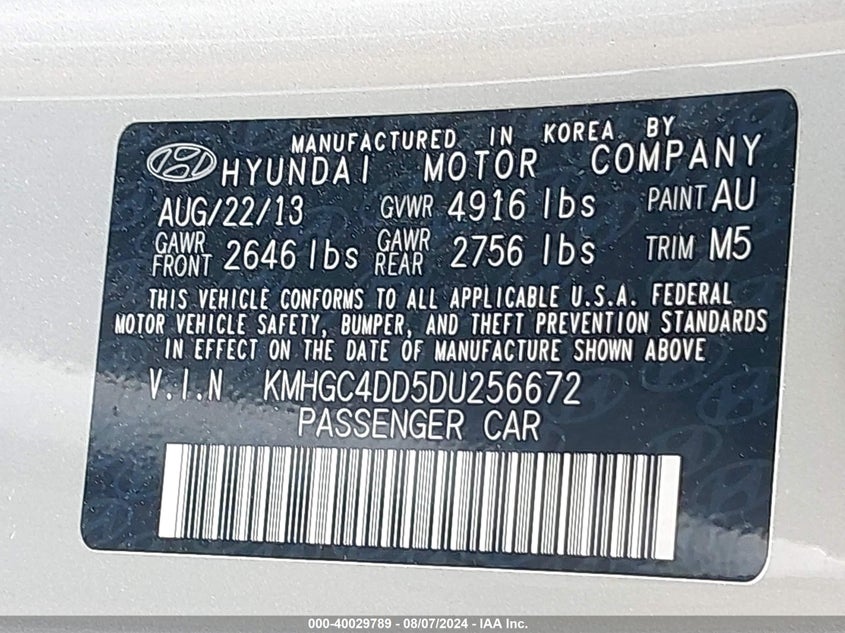 MANUFACTURED IN KOREA BY
HYUNDAI MOTOR COMPANY
AUG/22/13 GVWR 4916 lbs PAINT AU
GAWR FRONT 2646 lbs GAWR REAR 2756 lbs TRIM M5
THIS VEHICLE CONFORMS TO ALL APPLICABLE U.S.A. FEDERAL
MOTOR VEHICLE SAFETY, BUMPER, AND THEFT PREVENTION STANDARDS
IN EFFECT ON THE DATE OF MANUFACTURE SHOWN ABOVE
V.I.N KMHGC4DD5DU256672
PASSENGER CAR
000-40029789 - 08/07/2024 - IAA Inc.